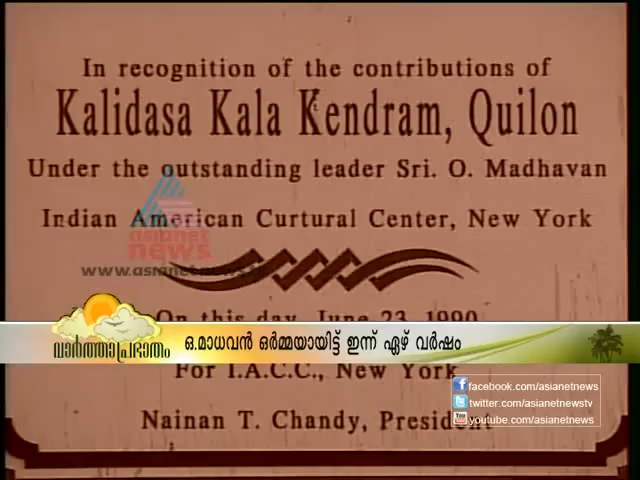 In recognition of the contributions of
Kalidasa Kala Kendram, Quilon
Under the outstanding leader Sri. O. Madhavan
Indian American Curtural Center, New York
asianet
news
www.asianetnews.
On this day, June 23, 1990
വാർത്താപ്രഭാതം
ഒ.മാധവൻ ഓർമ്മയായിട്ട് ഇന്ന് ഏഴ് വർഷം
For I.A.C.C., New York
facebook.com/asianetnews
twitter.com/asianetnewstv
youtube.com/asianetnews
Nainan T. Chandy, President